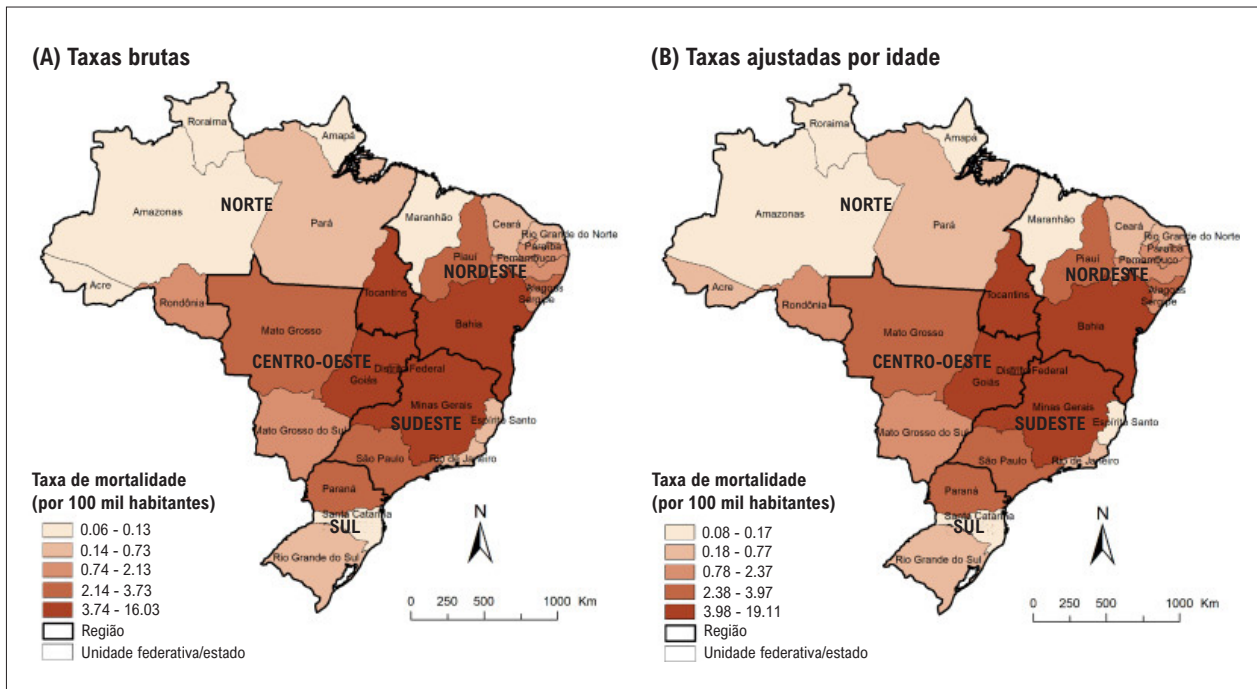 (A) Taxas brutas
Roraima
Amapá
Amazonas
NORTE
Pará
Maranhão
Ceará
Rio Grande do Norte
Paraíba
Pernambuco
Piauí
NORDESTE
Alagoas
Sergipe
Acre
Rondônia
Tocantins
Bahia
Mato Grosso
CENTRO-OESTE
Distrito Federal
Goiás
Minas Gerais
SUDESTE
Espírito Santo
Mato Grosso do Sul
São Paulo
Rio de Janeiro
Paraná
Santa Catarina
SUL
Rio Grande do Sul
Taxa de mortalidade
(por 100 mil habitantes)
0.06 - 0.13
0.14 - 0.73
0.74 - 2.13
2.14 - 3.73
3.74 - 16.03
Região
Unidade federativa/estado
N
0 250 500 1000 Km
(B) Taxas ajustadas por idade
Roraima
Amapá
Amazonas
NORTE
Pará
Maranhão
Ceará
Rio Grande do Norte
Paraíba
Pernambuco
Piauí
NORDESTE
Alagoas
Sergipe
Acre
Rondônia
Tocantins
Bahia
Mato Grosso
CENTRO-OESTE
Distrito Federal
Goiás
Minas Gerais
SUDESTE
Espírito Santo
Mato Grosso do Sul
São Paulo
Rio de Janeiro
Paraná
Santa Catarina
SUL
Rio Grande do Sul
Taxa de mortalidade
(por 100 mil habitantes)
0.08 - 0.17
0.18 - 0.77
0.78 - 2.37
2.38 - 3.97
3.98 - 19.11
Região
Unidade federativa/estado
N
0 250 500 1000 Km